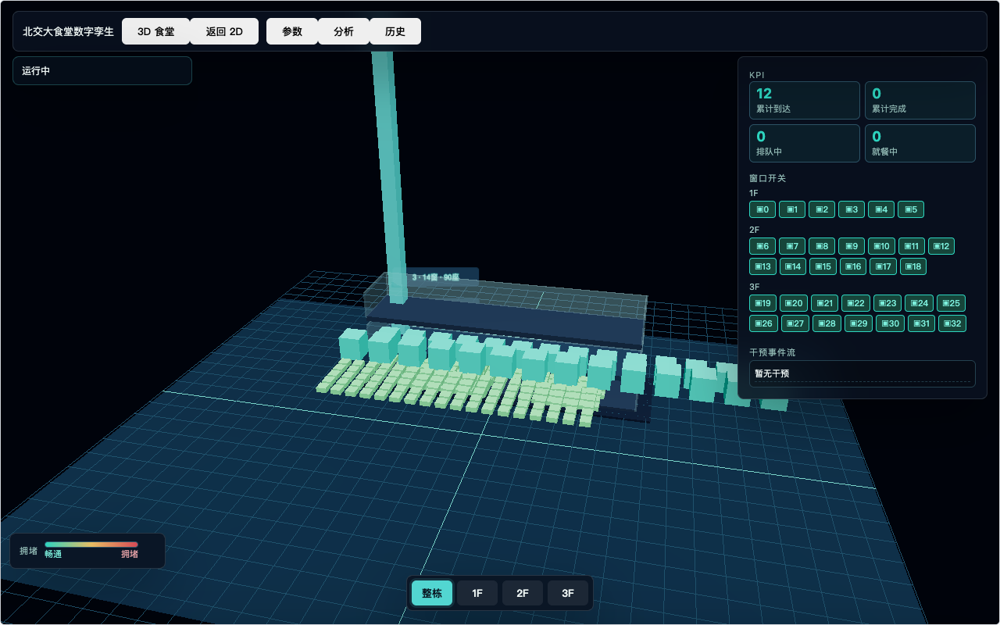 北交大食堂数字孪生 3D 食堂 返回 2D 参数 分析 历史
运行中
KPI
12 0
累计到达 累计完成
0 0
排队中 就餐中
窗口开关
1F
▣0 ▣1 ▣2 ▣3 ▣4 ▣5
2F
▣6 ▣7 ▣8 ▣9 ▣10 ▣11 ▣12
▣13 ▣14 ▣15 ▣16 ▣17 ▣18
3F
▣19 ▣20 ▣21 ▣22 ▣23 ▣24 ▣25
▣26 ▣27 ▣28 ▣29 ▣30 ▣31 ▣32
干预事件流
暂无干预
3 · 14窗 · 90座
拥堵
畅通 拥堵
整栋 1F 2F 3F